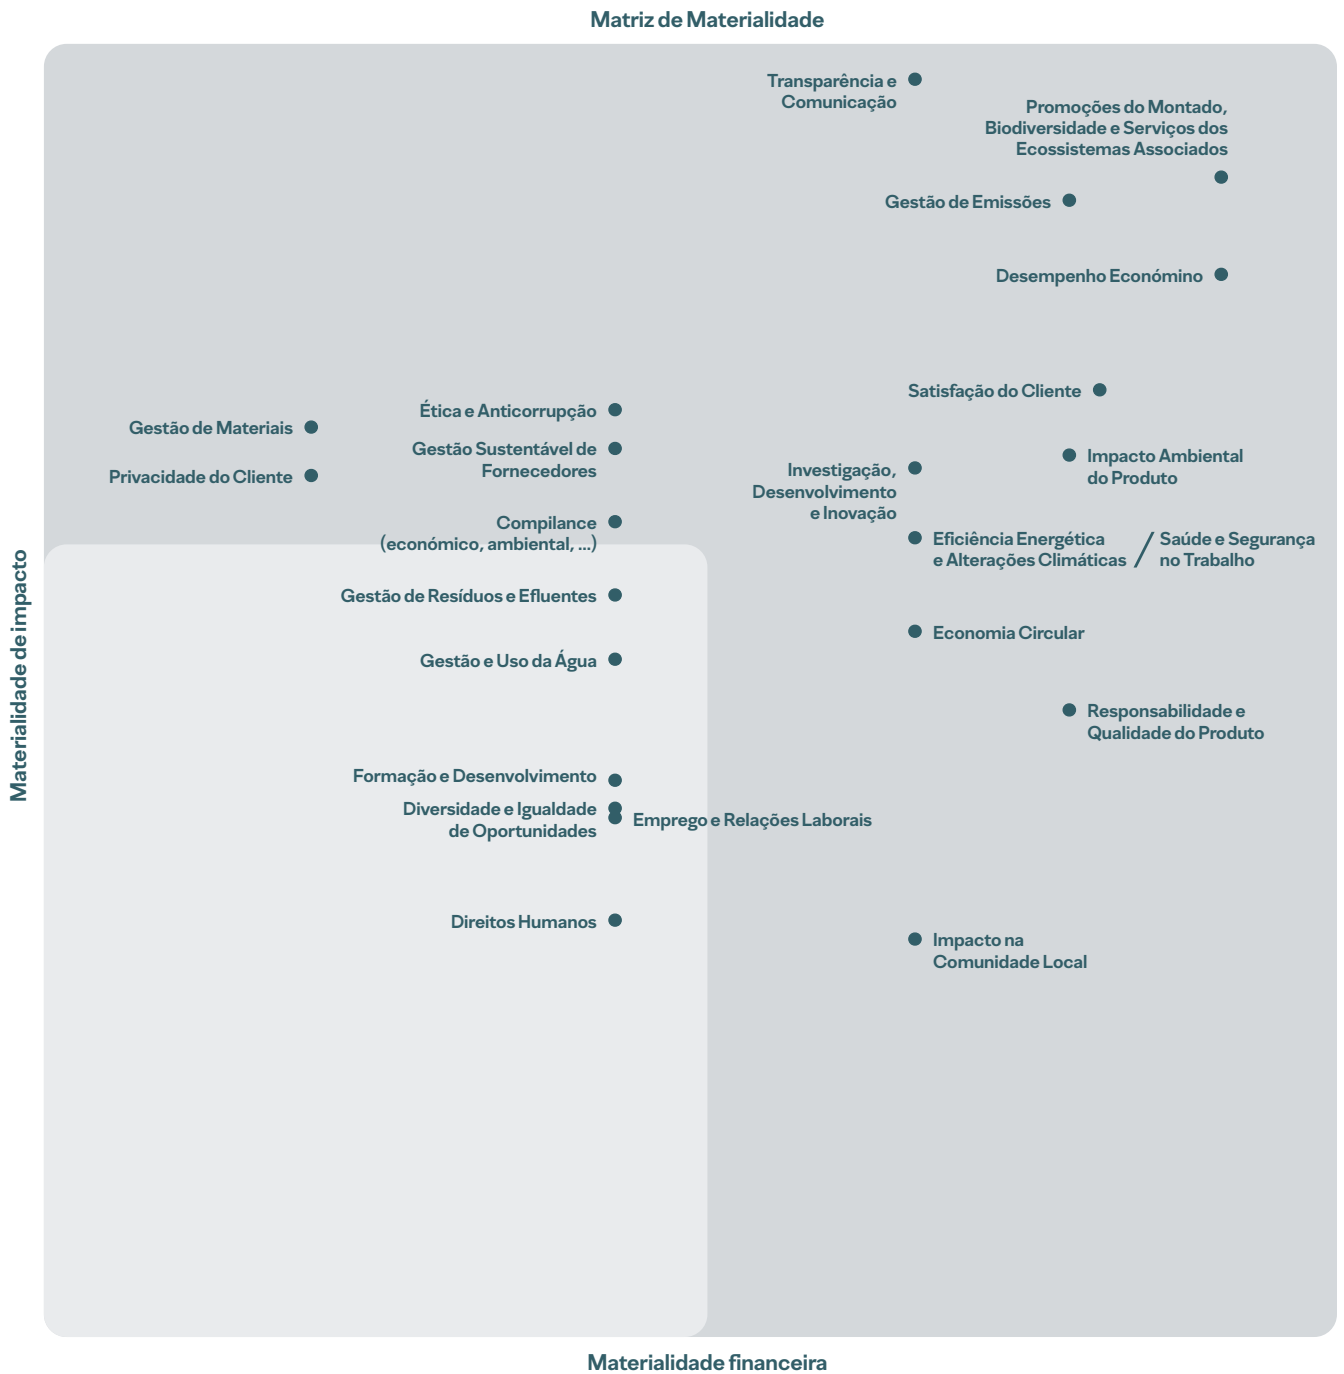 Matriz de Materialidade
Transparência e
Comunicação
Promoções do Montado,
Biodiversidade e Serviços dos
Ecossistemas Associados
Gestão de Emissões
Desempenho Económino
Satisfação do Cliente
Ética e Anticorrupção
Gestão de Materiais
Gestão Sustentável de
Fornecedores
Privacidade do Cliente
Impacto Ambiental
do Produto
Investigação,
Desenvolvimento
e Inovação
Compilance
(económico, ambiental, ...)
Eficiência Energética
e Alterações Climáticas
/
Saúde e Segurança
no Trabalho
Gestão de Resíduos e Efluentes
Economia Circular
Gestão e Uso da Água
Responsabilidade e
Qualidade do Produto
Formação e Desenvolvimento
Diversidade e Igualdade
de Oportunidades
Emprego e Relações Laborais
Direitos Humanos
Impacto na
Comunidade Local
Materialidade de impacto
Materialidade financeira